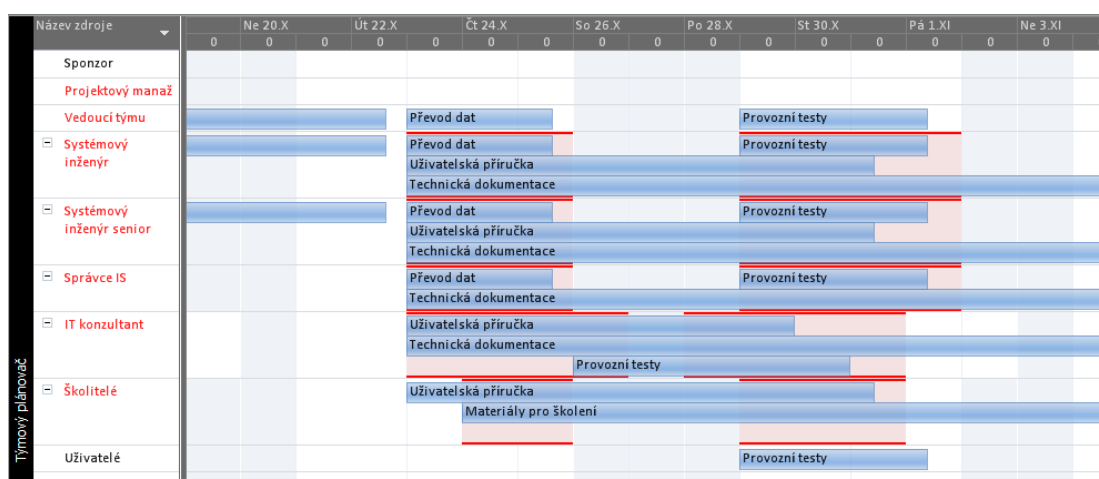 Název zdroje Ne 20.X Út 22.X Čt 24.X So 26.X Po 28.X St 30.X Pá 1.XI Ne 3.XI
0 0 0 0 0 0 0 0 0 0 0 0 0 0 0 0
Sponzor
Projektový manaž
Vedoucí týmu Převod dat Provozní testy
Systémový Převod dat Provozní testy
inženýr Uživatelská příručka
Technická dokumentace
Systémový Převod dat Provozní testy
inženýr senior Uživatelská příručka
Technická dokumentace
Správce IS Převod dat Provozní testy
Technická dokumentace
IT konzultant Uživatelská příručka
Technická dokumentace
Provozní testy
Školitelé Uživatelská příručka
Materiály pro školení
Uživatelé Provozní testy
Týmový plánovač